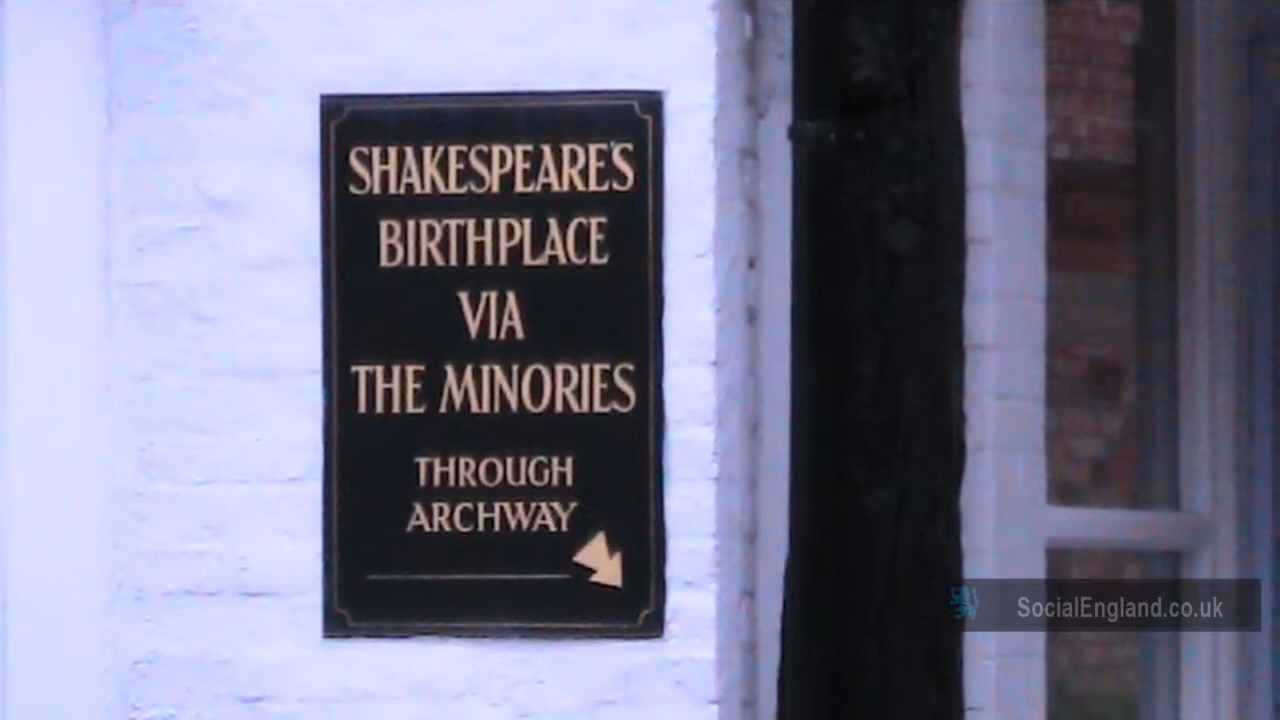 SHAKESPEARE'S
BIRTHPLACE
VIA
THE MINORIES
THROUGH
ARCHWAY
SocialEngland.co.uk